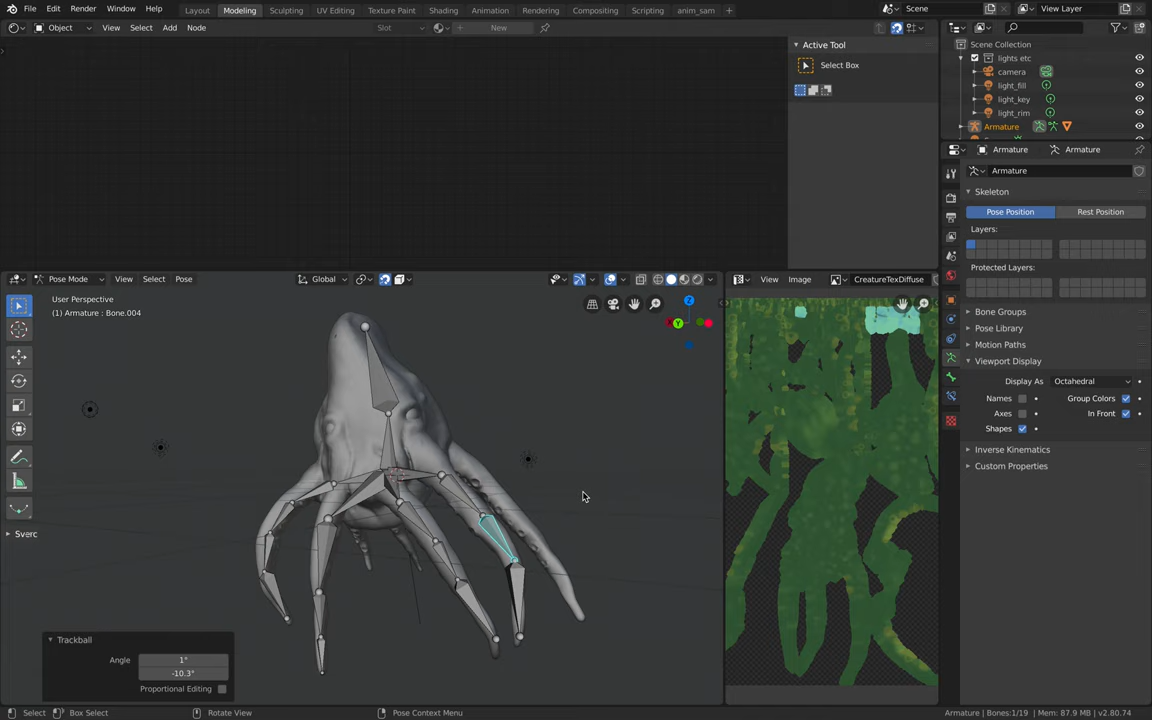 File Edit Render Window Help Layout Modeling Sculpting UV Editing Texture Paint Shading Animation Rendering Compositing Scripting anim_sam Scene View Layer
Object View Select Add Node Slot New
Active Tool
Select Box
Scene Collection
lights etc
camera
light_fill
light_key
light_rim
Armature
Armature Armature
Armature
Skeleton
Pose Position Rest Position
Layers:
Protected Layers:
Bone Groups
Pose Library
Motion Paths
Viewport Display
Display As Octahedral
Names Group Colors
Axes In Front
Shapes
Inverse Kinematics
Custom Properties
Pose Mode View Select Pose Global View Image CreatureTexDiffuse
User Perspective
(1) Armature : Bone.004
Z
X Y
Sverc
Trackball
Angle 1°
-10.3°
Proportional Editing
Select Box Select Rotate View Pose Context Menu Armature | Bones:1/19 | Mem: 87.9 MB | v2.80.74